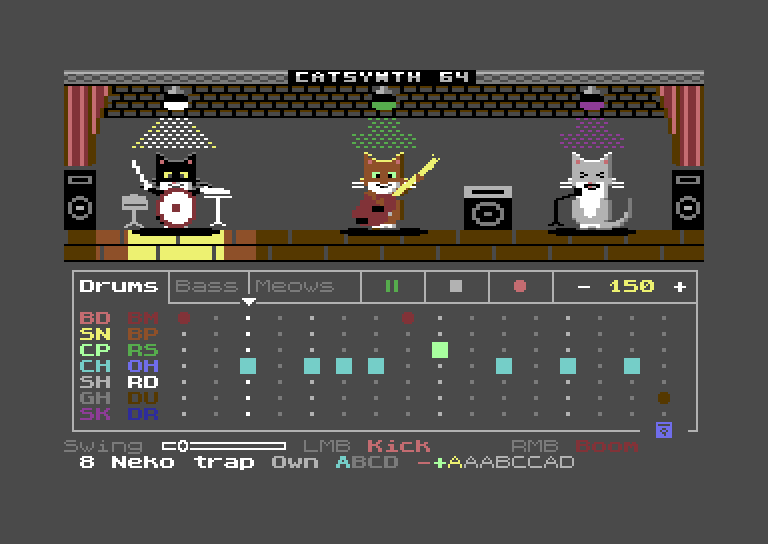 CATSYNTH 64
Drums Bass Meows - 150 +
BD BM
SN BP
CP RS
CH OH
SH RD
GH DU
SK DR
Swing LMB Kick RMB Boom
8 Neko trap Own ABCD -+AAABCCAD